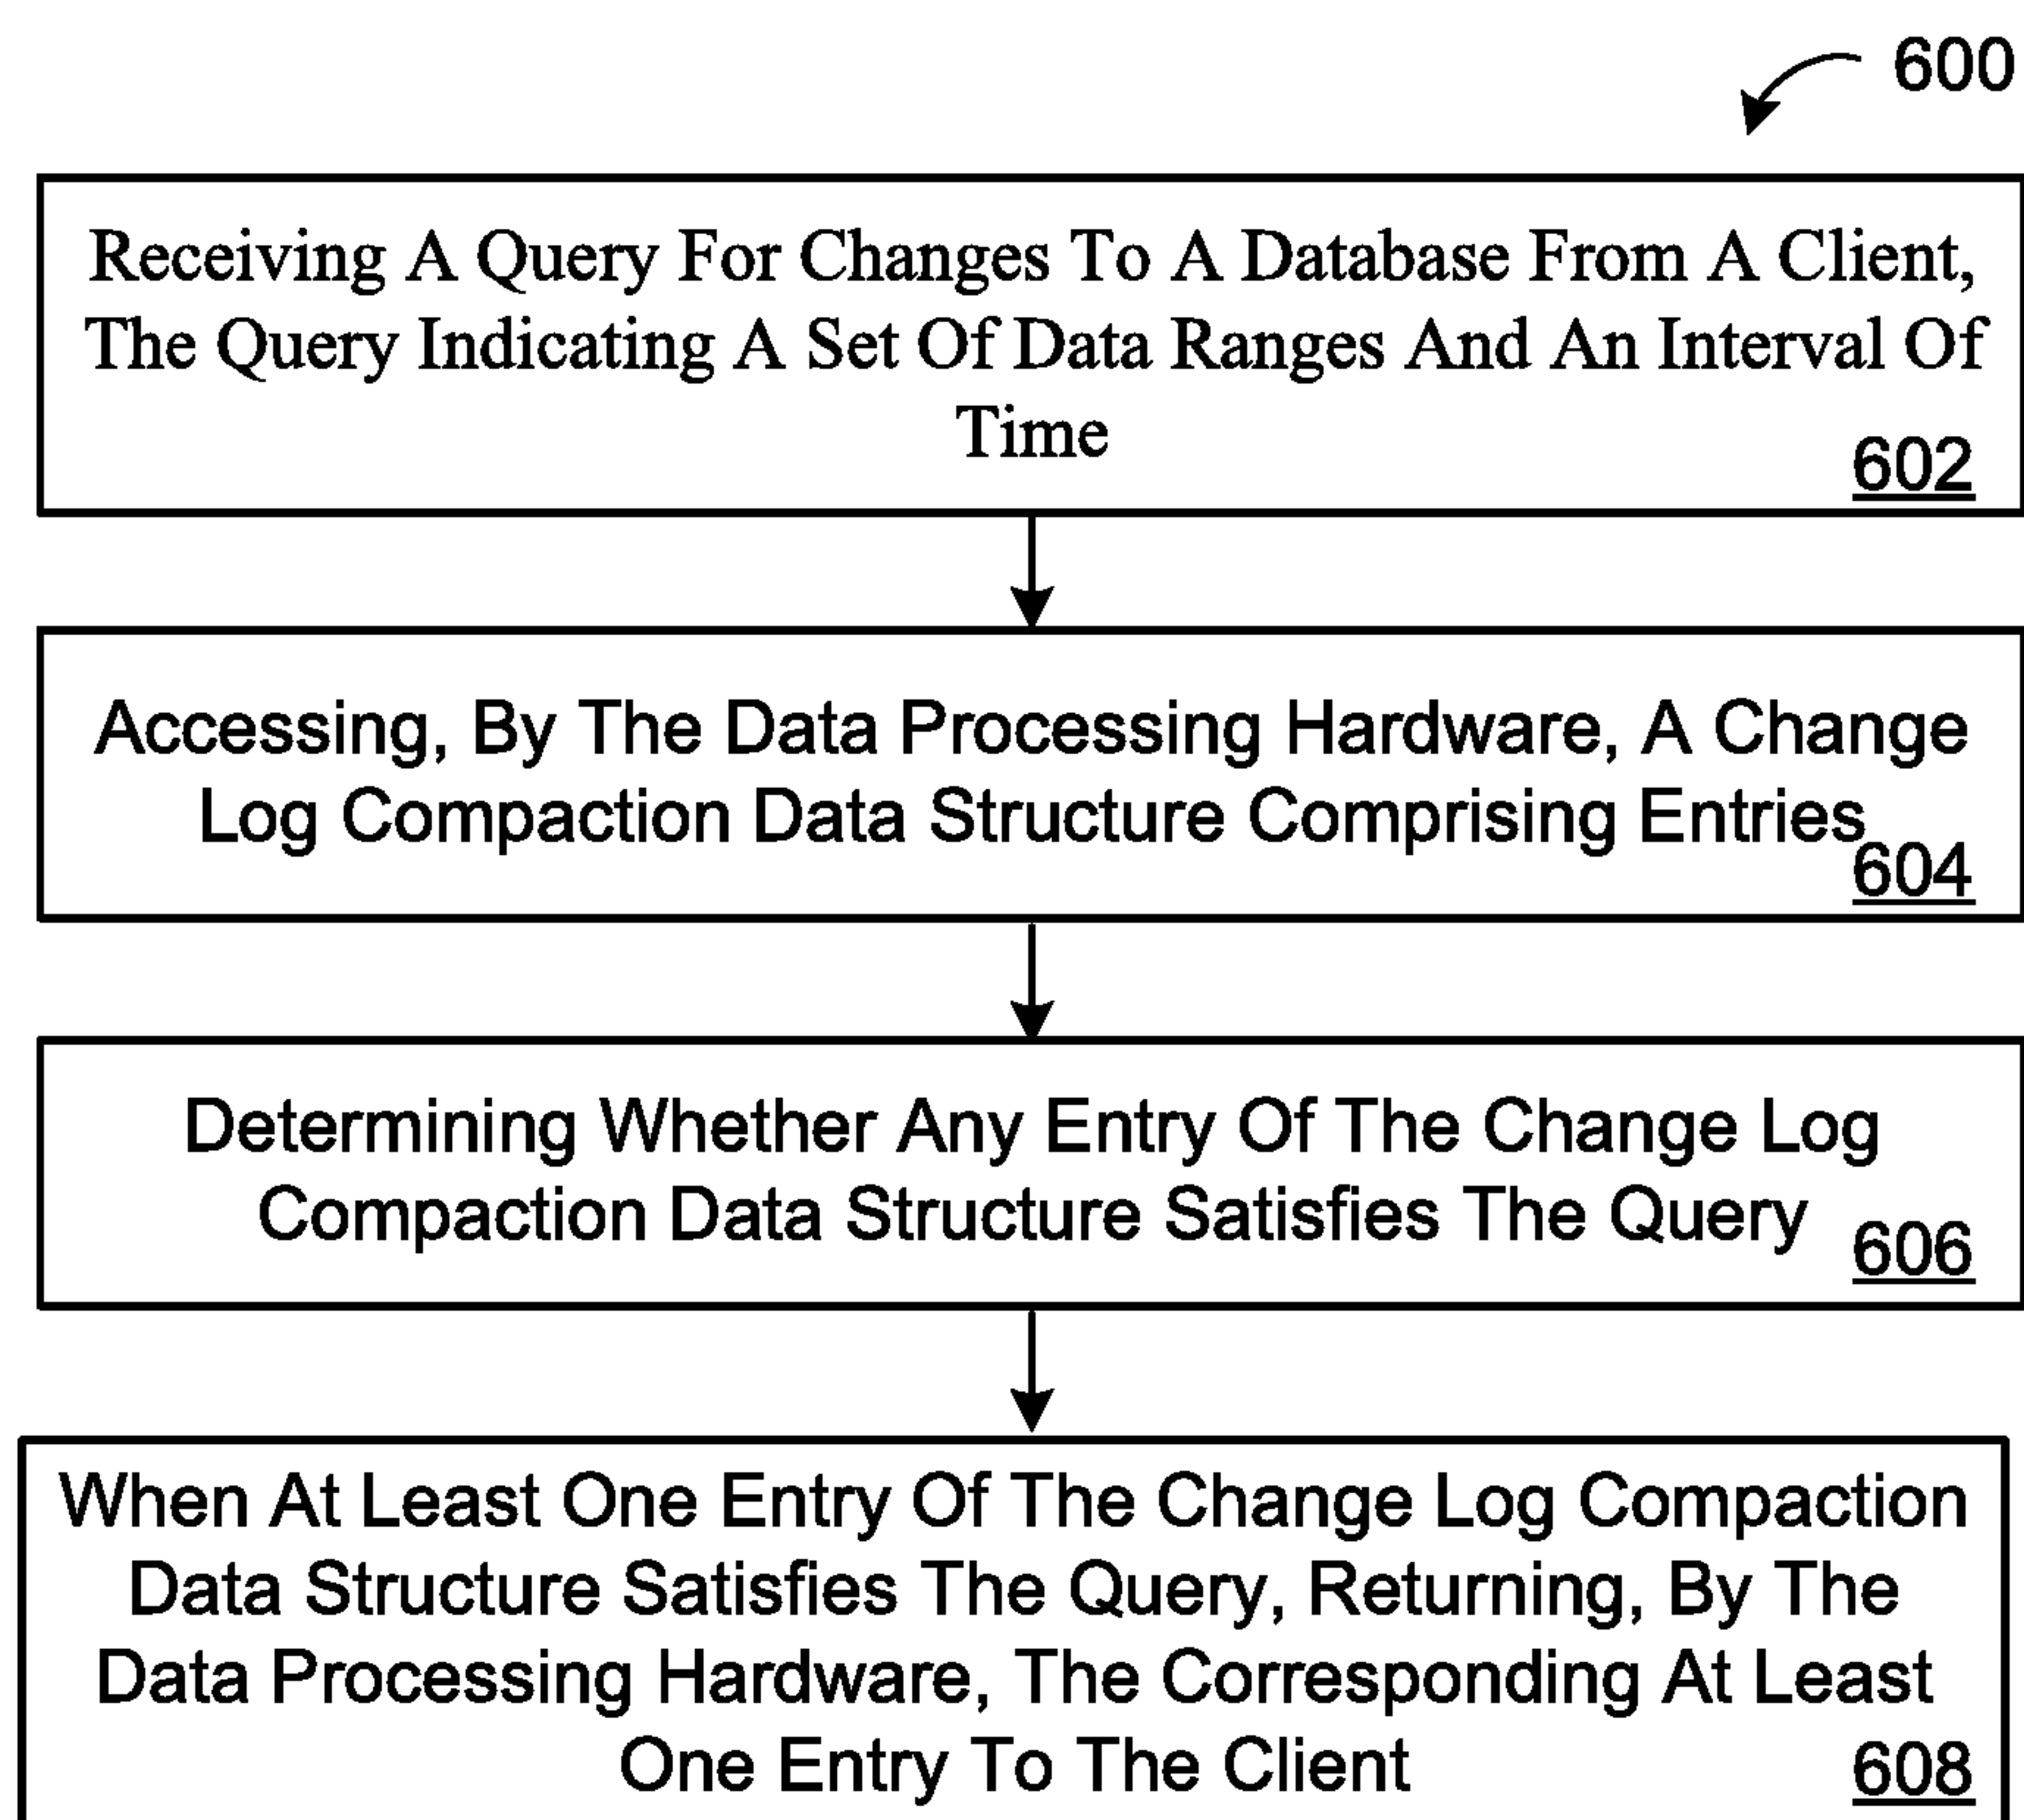 600
Receiving A Query For Changes To A Database From A Client,
The Query Indicating A Set Of Data Ranges And An Interval Of
Time
602
Accessing, By The Data Processing Hardware, A Change
Log Compaction Data Structure Comprising Entries
604
Determining Whether Any Entry Of The Change Log
Compaction Data Structure Satisfies The Query
606
When At Least One Entry Of The Change Log Compaction
Data Structure Satisfies The Query, Returning, By The
Data Processing Hardware, The Corresponding At Least
One Entry To The Client
608